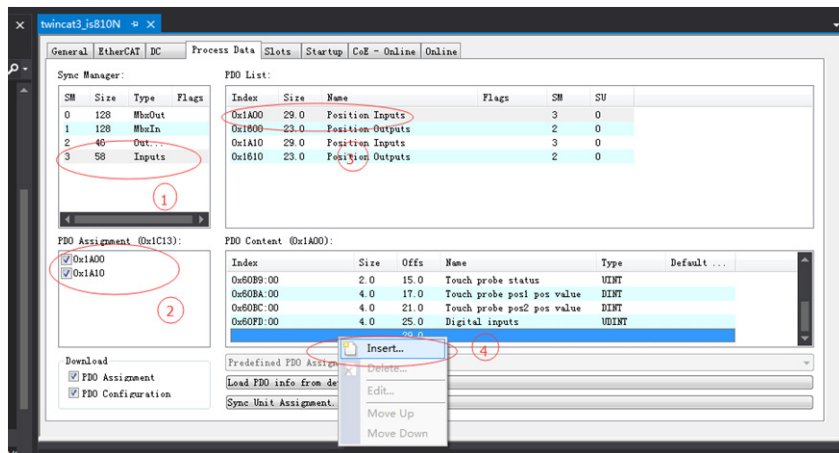 twincat3_is810N
General EtherCAT DC Process Data Slots Startup CoE - Online Online
Sync Manager:
SM Size Type Flags
0 128 MbxOut
1 128 MbxIn
2 46 Out...
3 58 Inputs
1
PDO List:
Index Size Name Flags SM SU
0x1A00 29.0 Position Inputs 3 0
0x1600 23.0 Position Outputs 2 0
0x1A10 29.0 Position Inputs 3 0
0x1610 23.0 Position Outputs 2 0
3
PDO Assignment (0x1C13):
0x1A00
0x1A10
2
PDO Content (0x1A00):
Index Size Offs Name Type Default ...
0x60B9:00 2.0 15.0 Touch probe status UINT
0x60BA:00 4.0 17.0 Touch probe pos1 pos value DINT
0x60BC:00 4.0 21.0 Touch probe pos2 pos value DINT
0x60FD:00 4.0 25.0 Digital inputs UDINT
29.0
Insert...
4
Delete...
Edit...
Move Up
Move Down
Download
PDO Assignment
PDO Configuration
Predefined PDO Assign
Load PDO info from de
Sync Unit Assignment.